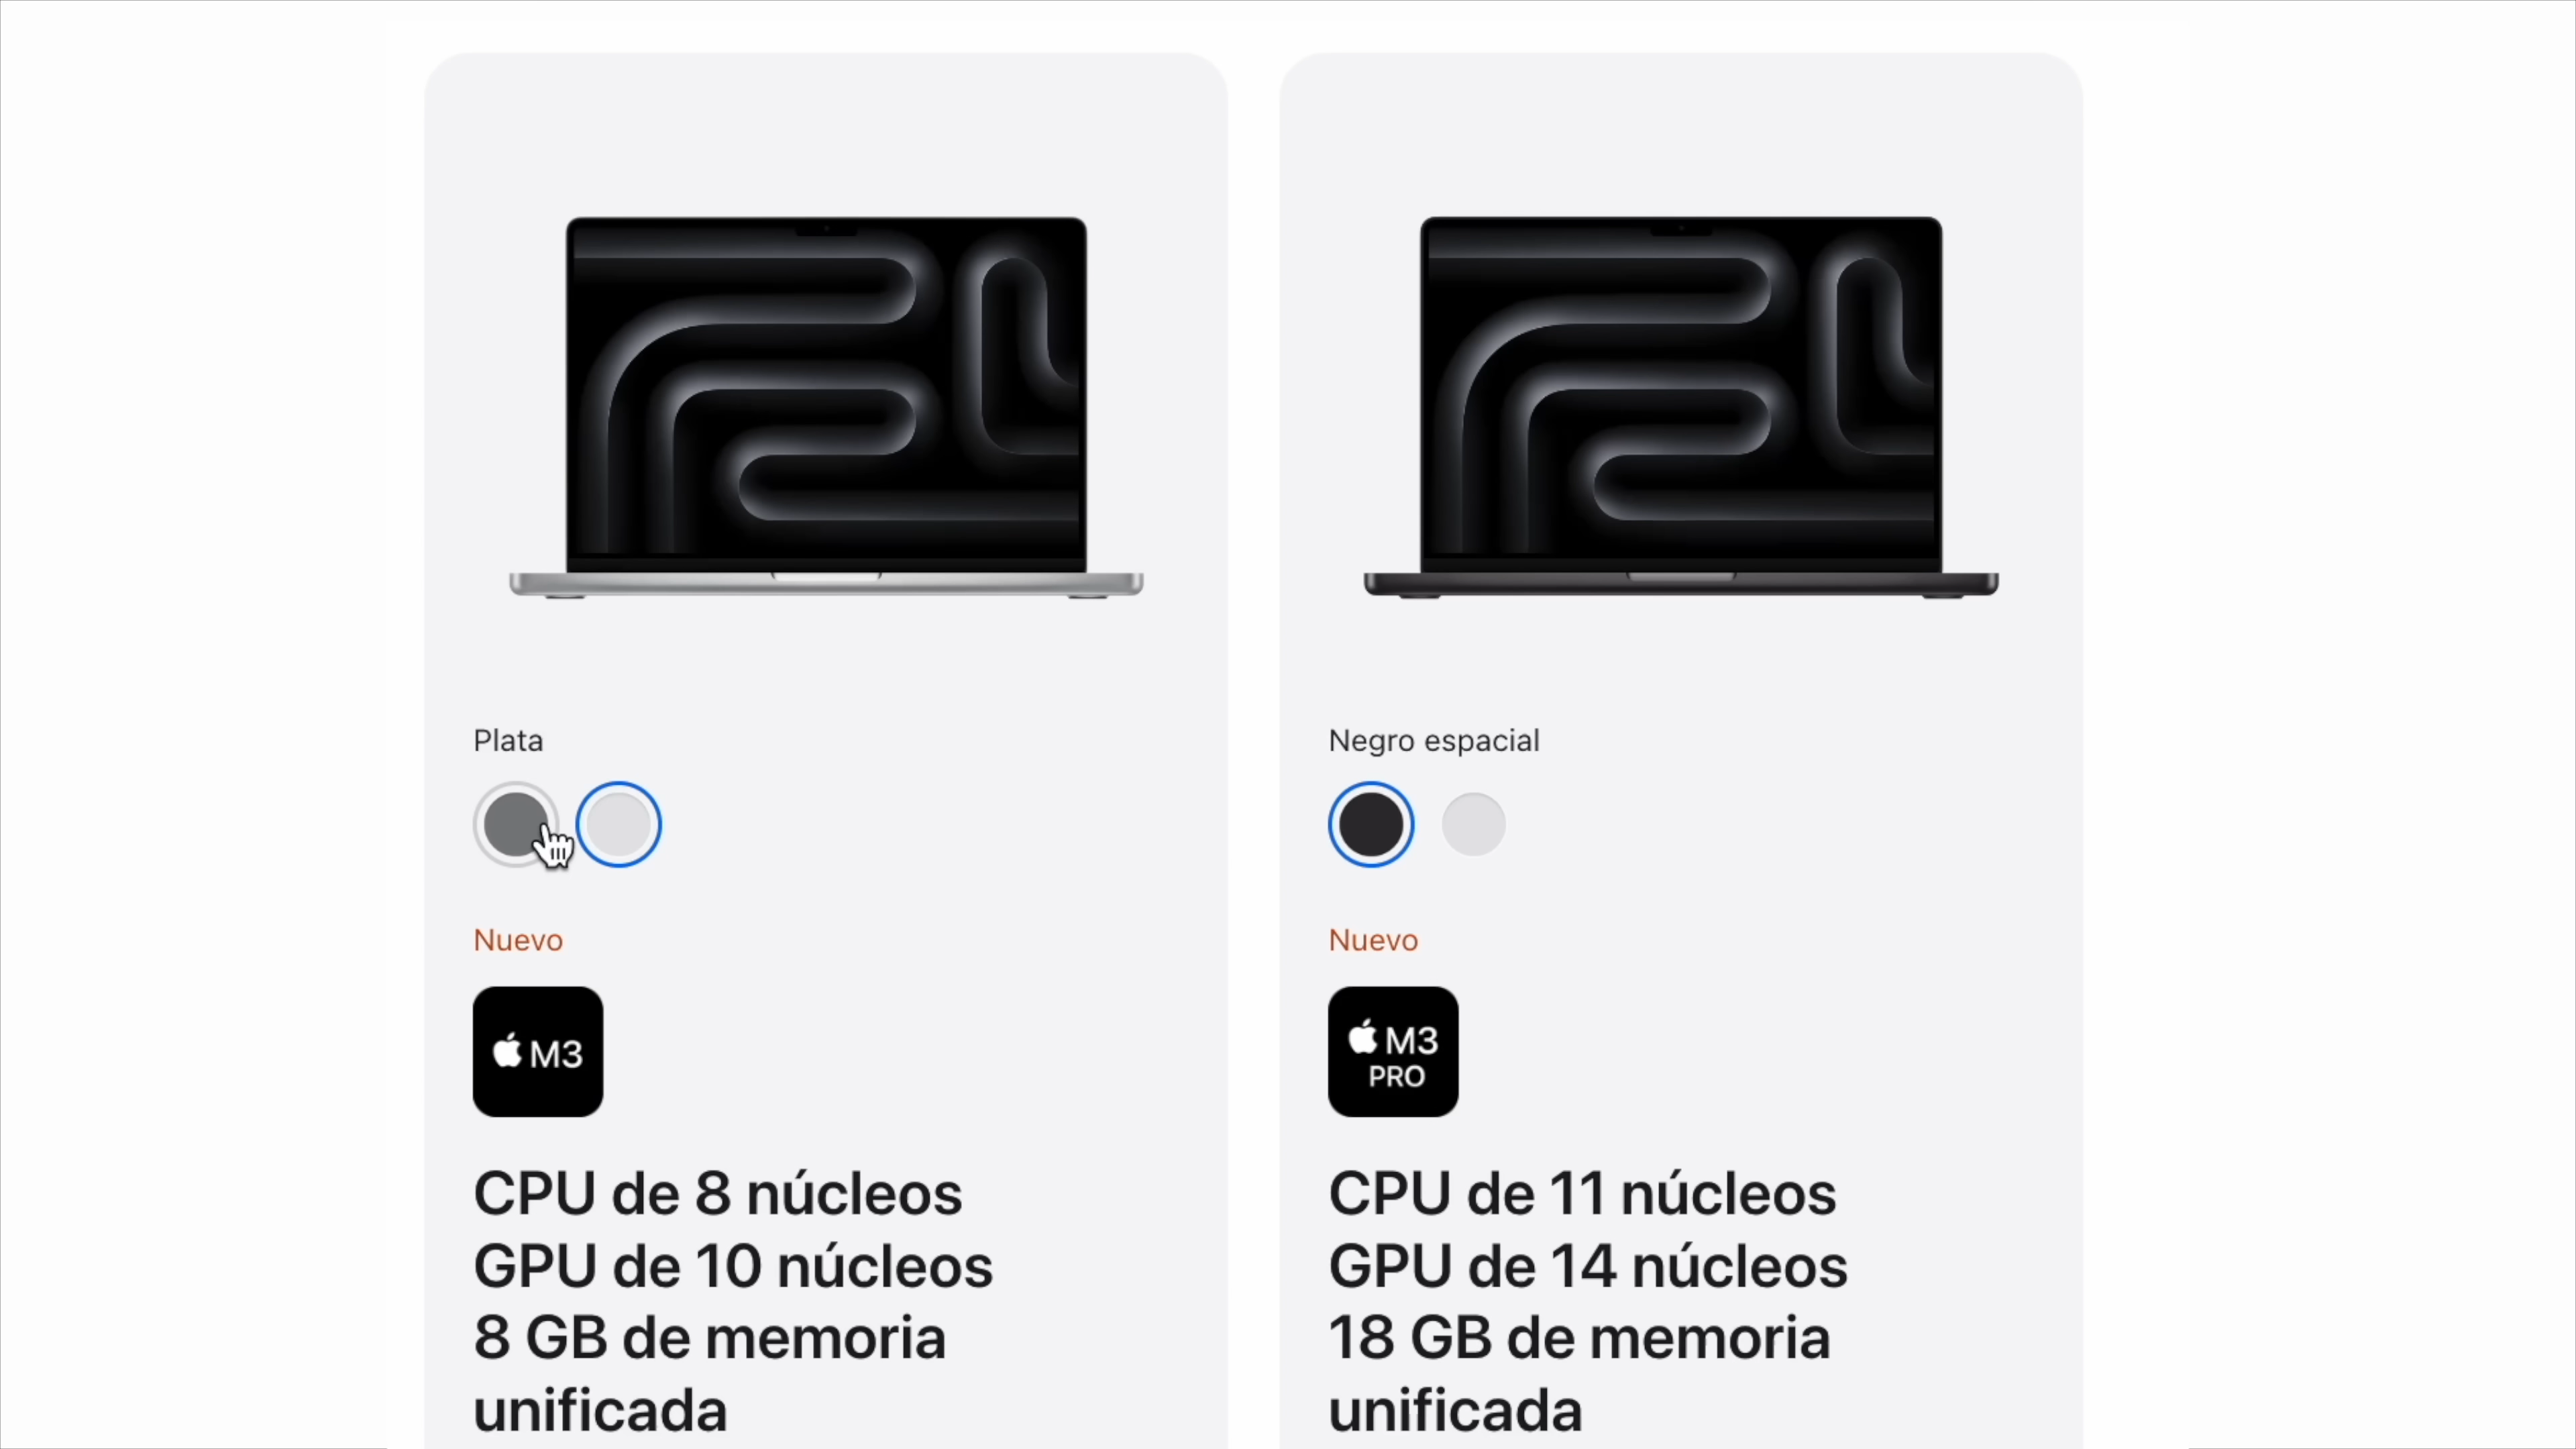 Plata
Nuevo
M3
CPU de 8 núcleos
GPU de 10 núcleos
8 GB de memoria
unificada
Negro espacial
Nuevo
M3
PRO
CPU de 11 núcleos
GPU de 14 núcleos
18 GB de memoria
unificada